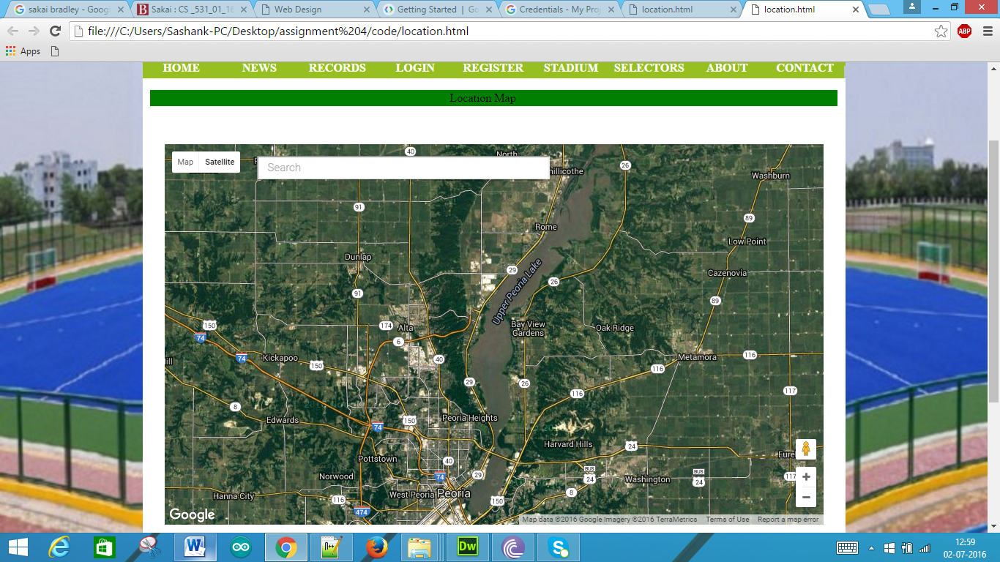 sakai bradley - Goog
Sakai : CS _531_01_16
Web Design
Getting Started | Go
Credentials - My Proj
location.html
location.html
file:///C:/Users/Sashank-PC/Desktop/assignment%204/code/location.html
ABP
Apps
HOME NEWS RECORDS LOGIN REGISTER STADIUM SELECTORS ABOUT CONTACT
Location Map
Map Satellite
Search
40
North
hillicothe
26
Washburn
91
89
Rome
Low Point
Dunlap
29
Cazenovia
26
Upper Peoria Lake
91
89
150
174
Alta
Bay View
Gardens
Oak Ridge
74
6
74
Kickapoo
150
40
Metamora
116
116
29
26
116
117
8
Edwards
150
Peoria Heights
74
Harvard Hills
24
Eure
Pottstown
40
BUS
24
BUS
24
Norwood
74
29
Washington
117
Hanna City
116
West Peoria
Peoria
150
8
474
Google
Map data ©2016 Google Imagery ©2016 TerraMetrics Terms of Use Report a map error
12:59
02-07-2016